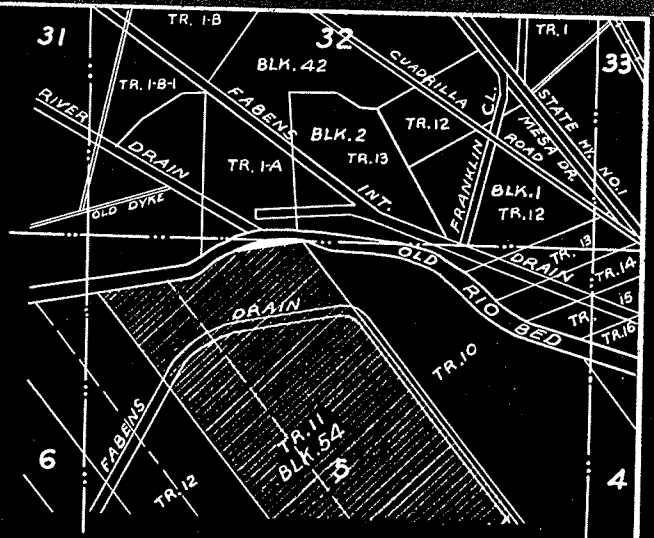 31
TR. 1-B
32
TR. 1
33
BLK. 42
TR. 1-B-1
CUADRILLA
ROAD
STATE HI. NO. 1
MESA DR.
RIVER DRAIN
FABENS INT. DRAIN
BLK. 2
TR. 13
TR. 12
FRANKLIN CL.
TR. 1-A
BLK. 1
TR. 12
OLD DYKE
OLD RIO BED
TR. 13
TR. 14
TR. 15
TR. 16
FABENS DRAIN
TR. 10
TR. 11
BLK. 54
5
6
TR. 12
4